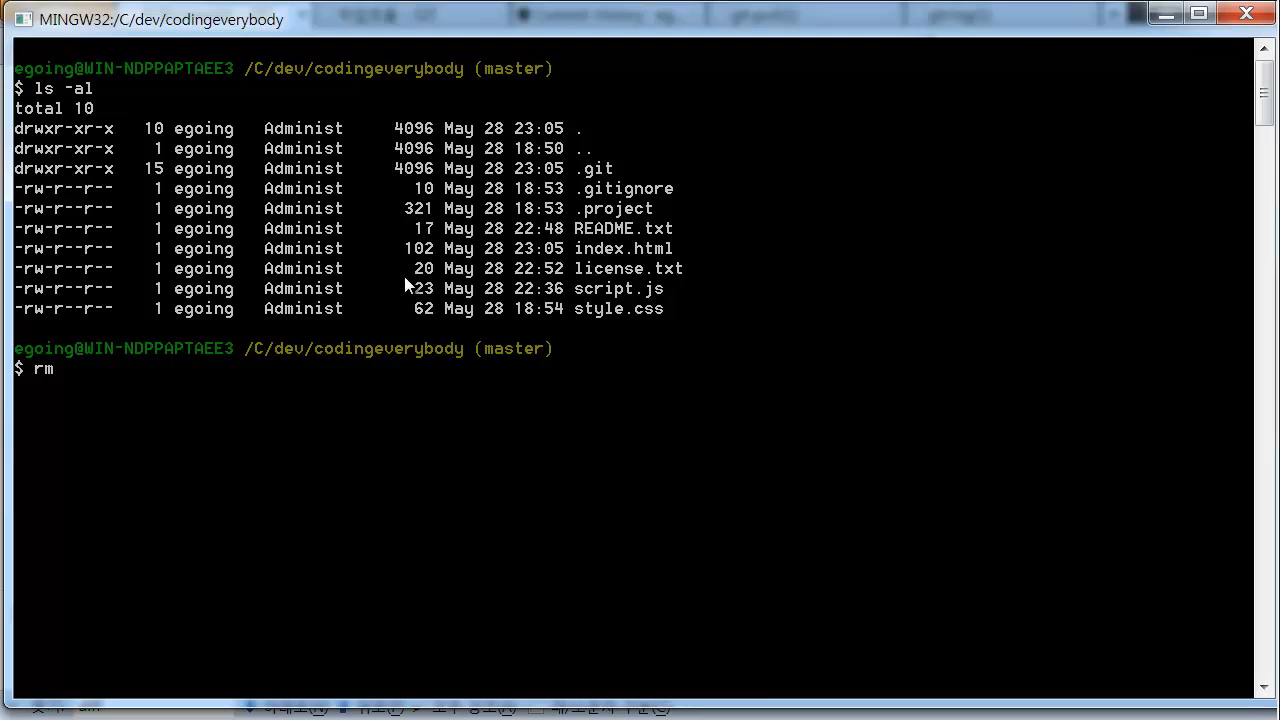 MINGW32:/C/dev/codingeverybody
egoing@WIN-NDPPAPTAEE3 /C/dev/codingeverybody (master)
$ ls -al
total 10
drwxr-xr-x 10 egoing Administ 4096 May 28 23:05 .
drwxr-xr-x 1 egoing Administ 4096 May 28 18:50 ..
drwxr-xr-x 15 egoing Administ 4096 May 28 23:05 .git
-rw-r--r-- 1 egoing Administ 10 May 28 18:53 .gitignore
-rw-r--r-- 1 egoing Administ 321 May 28 18:53 .project
-rw-r--r-- 1 egoing Administ 17 May 28 22:48 README.txt
-rw-r--r-- 1 egoing Administ 102 May 28 23:05 index.html
-rw-r--r-- 1 egoing Administ 20 May 28 22:52 license.txt
-rw-r--r-- 1 egoing Administ 23 May 28 22:36 script.js
-rw-r--r-- 1 egoing Administ 62 May 28 18:54 style.css
egoing@WIN-NDPPAPTAEE3 /C/dev/codingeverybody (master)
$ rm